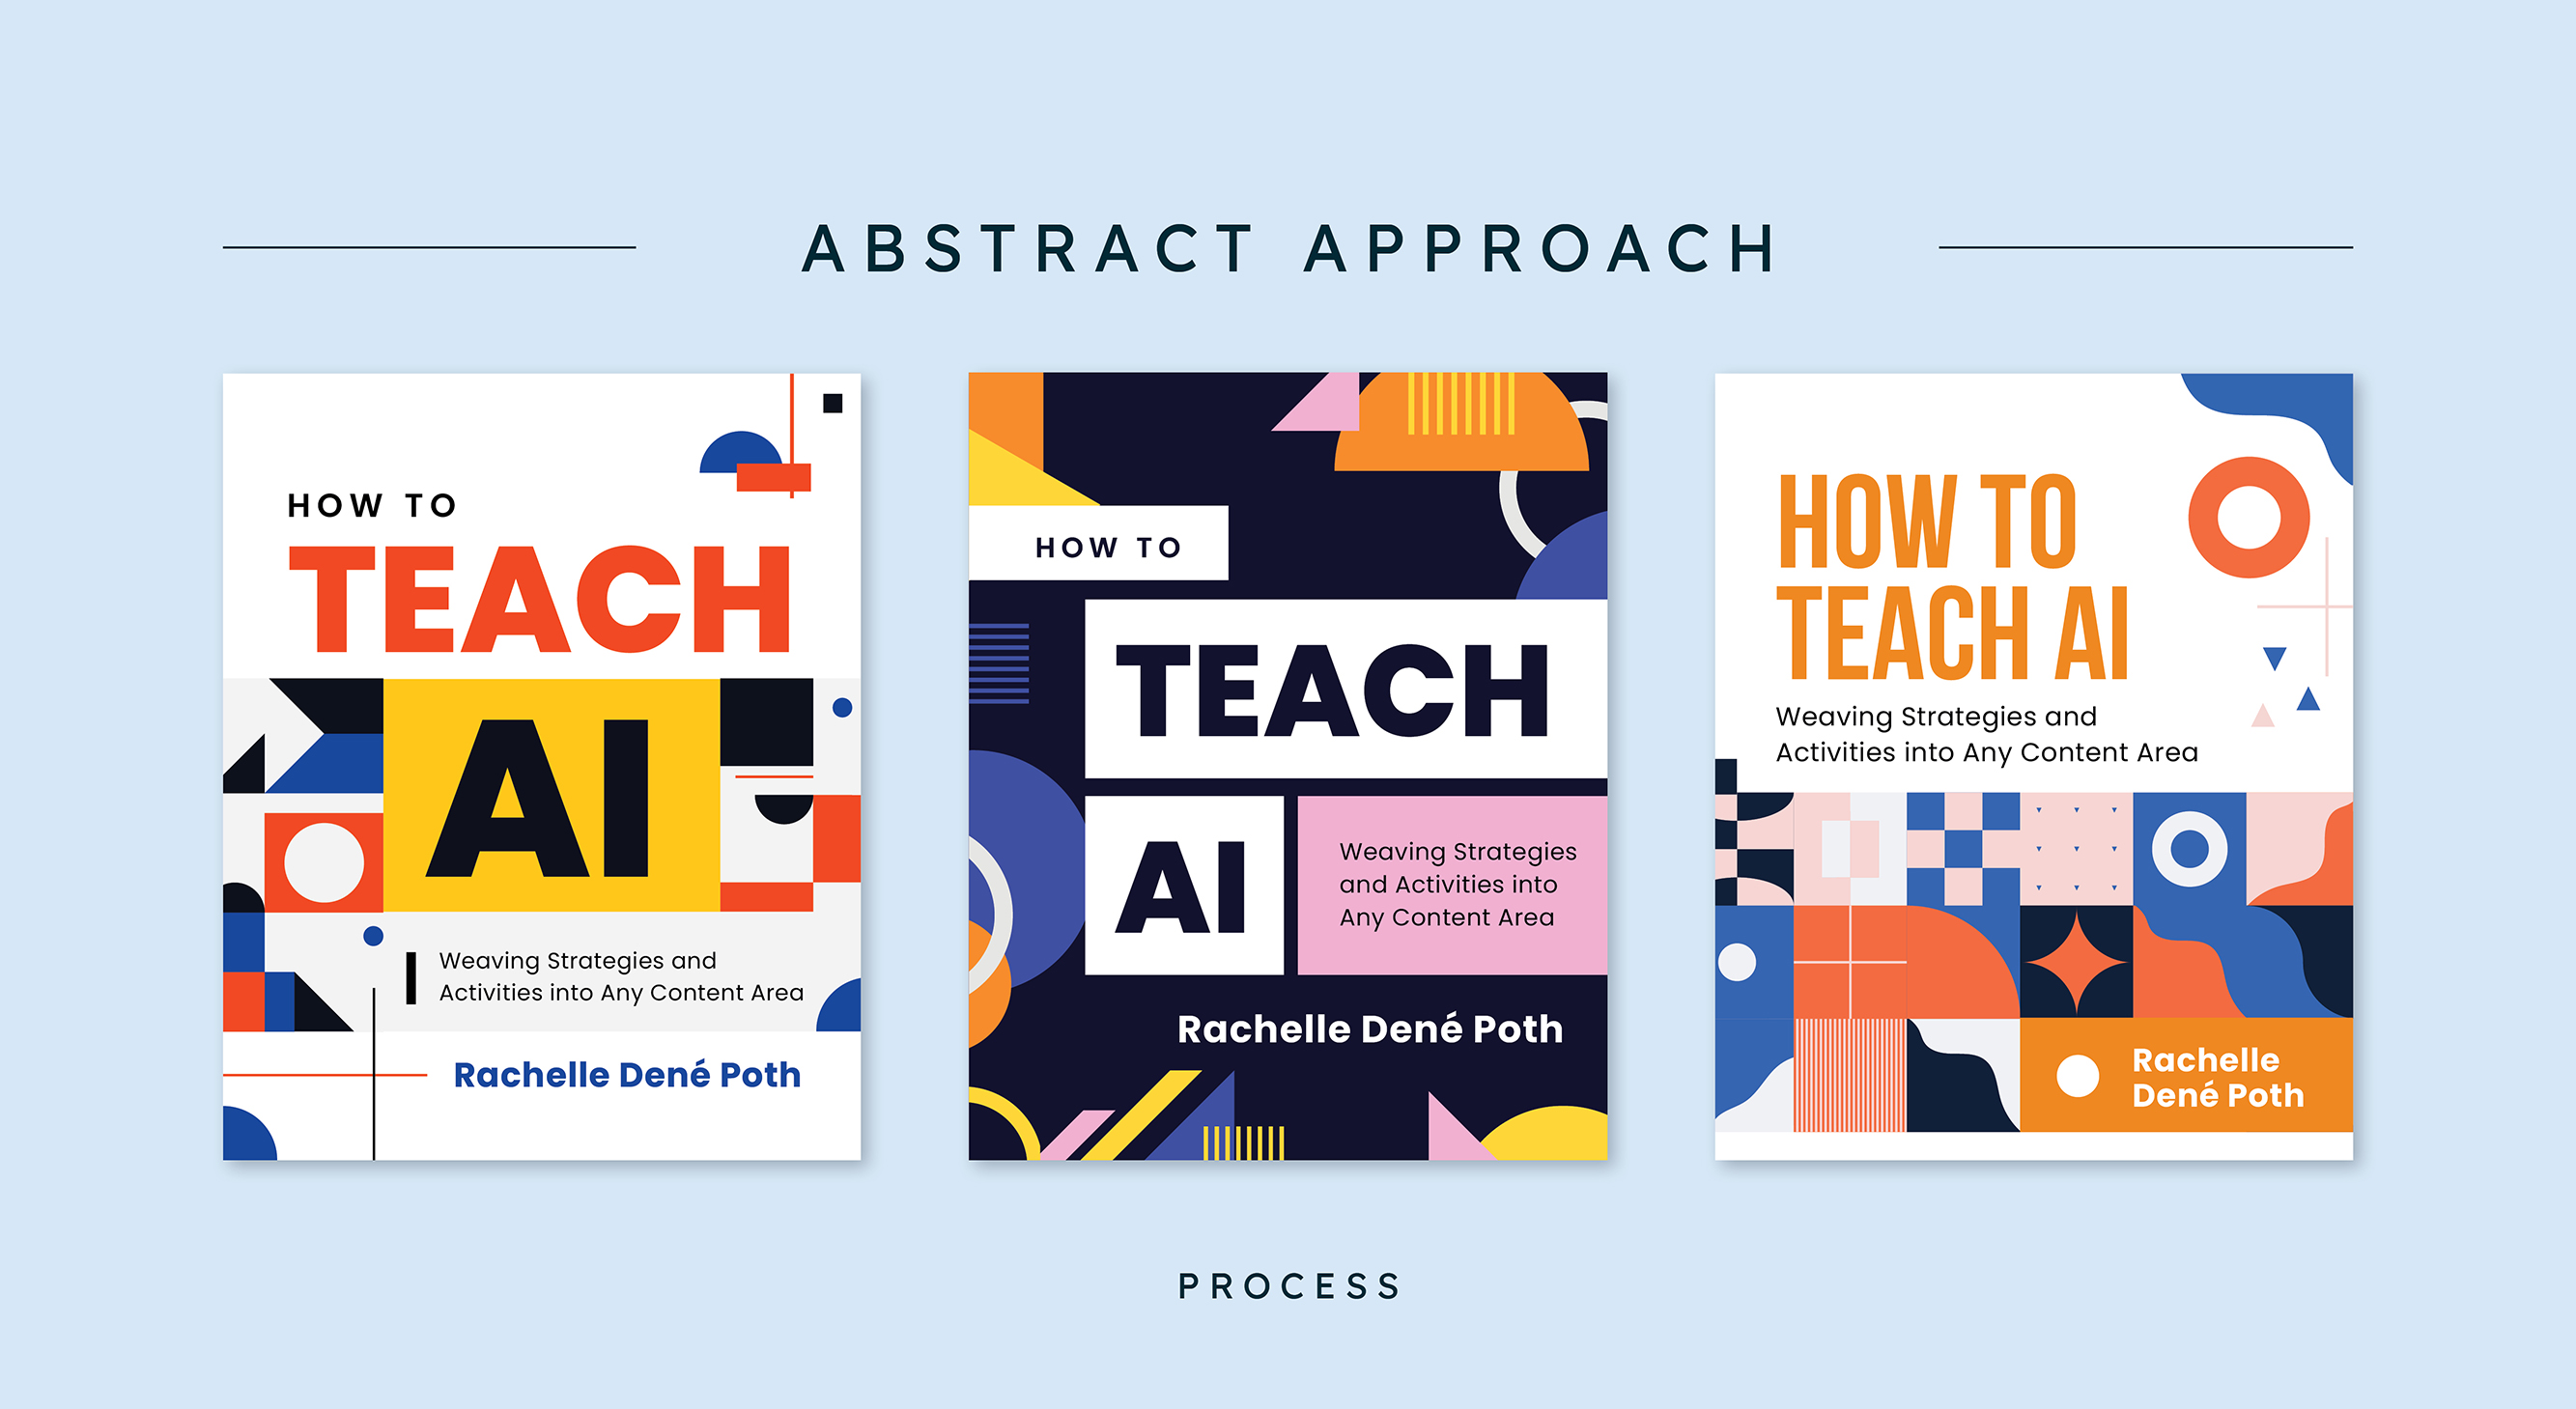 ABSTRACT APPROACH
HOW TO
TEACH
AI
Weaving Strategies and
Activities into Any Content Area
Rachelle Dené Poth
HOW TO
TEACH
AI
Weaving Strategies
and Activities into
Any Content Area
Rachelle Dené Poth
HOW TO
TEACH AI
Weaving Strategies and
Activities into Any Content Area
Rachelle
Dené Poth
PROCESS